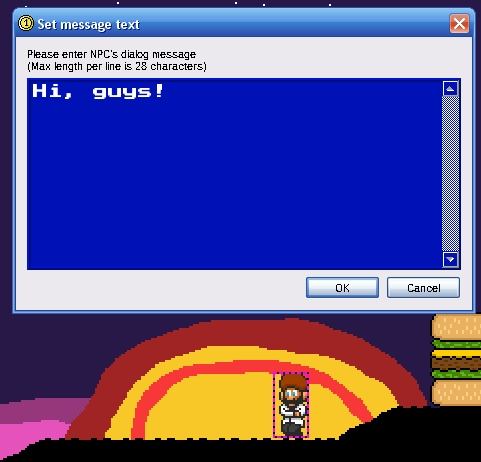 Set message text
Please enter NPC's dialog message
(Max length per line is 28 characters)
Hi, guys!
OK
Cancel